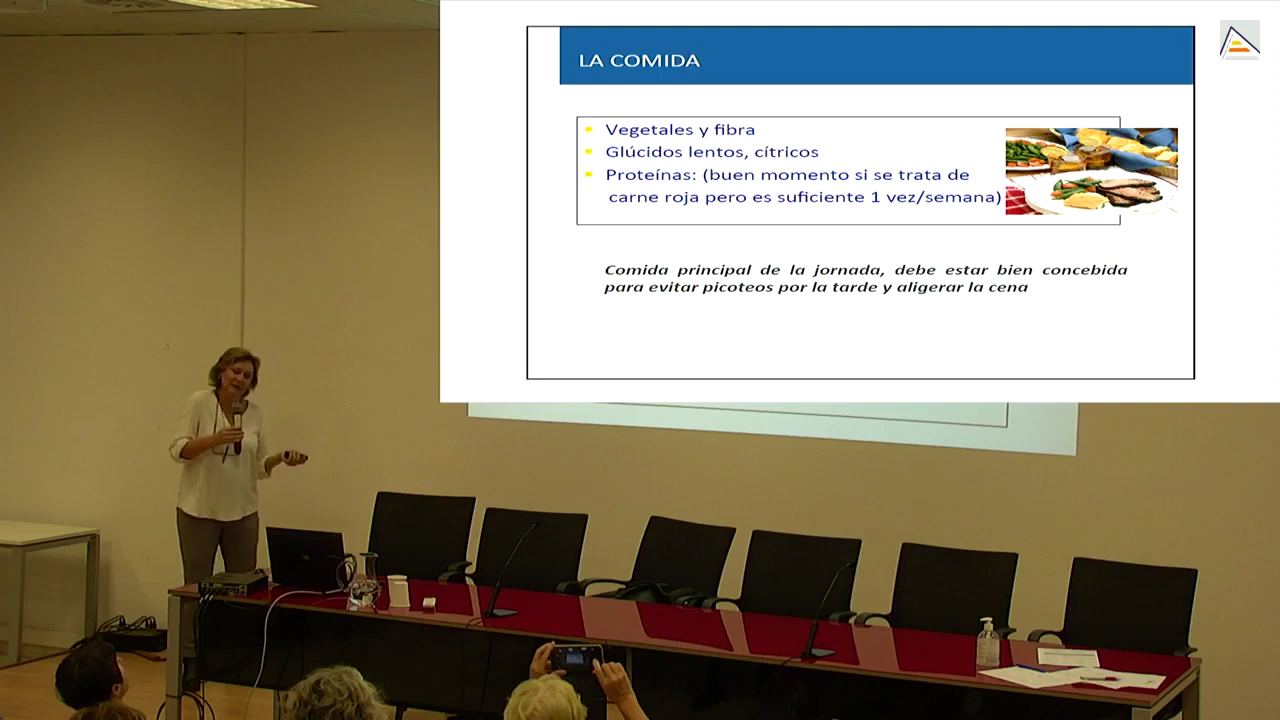 LA COMIDA
Vegetales y fibra
Glúcidos lentos, cítricos
Proteínas: (buen momento si se trata de
carne roja pero es suficiente 1 vez/semana)
Comida principal de la jornada, debe estar bien concebida
para evitar picoteos por la tarde y aligerar la cena